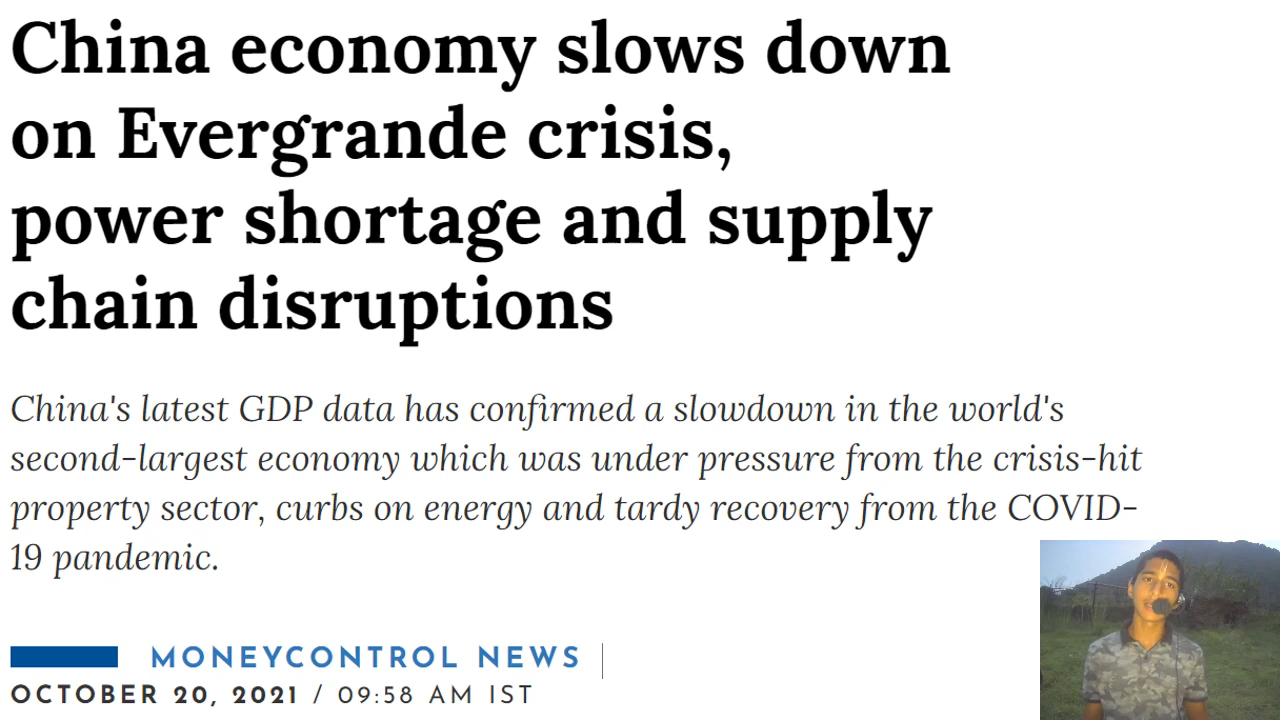 China economy slows down
on Evergrande crisis,
power shortage and supply
chain disruptions
China's latest GDP data has confirmed a slowdown in the world's
second-largest economy which was under pressure from the crisis-hit
property sector, curbs on energy and tardy recovery from the COVID-
19 pandemic.
MONEYCONTROL NEWS
OCTOBER 20, 2021 / 09:58 AM IST